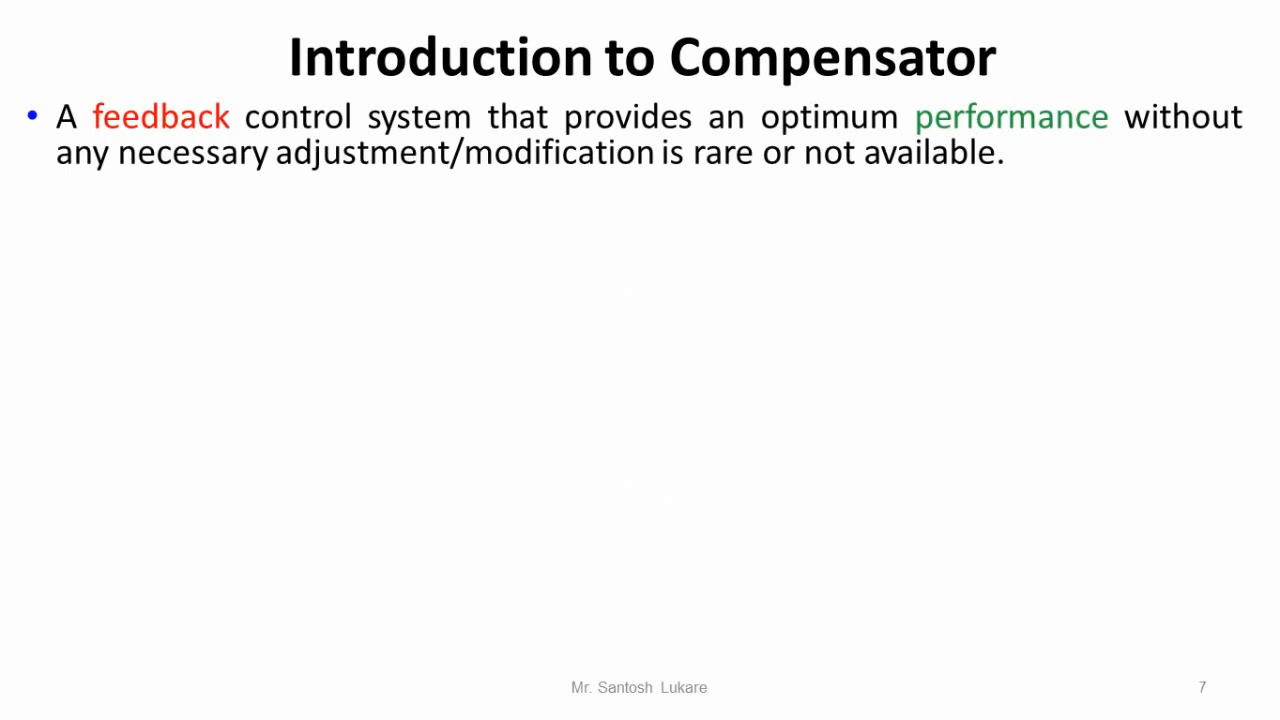 Introduction to Compensator
• A feedback control system that provides an optimum performance without
any necessary adjustment/modification is rare or not available.
Mr. Santosh Lukare
7